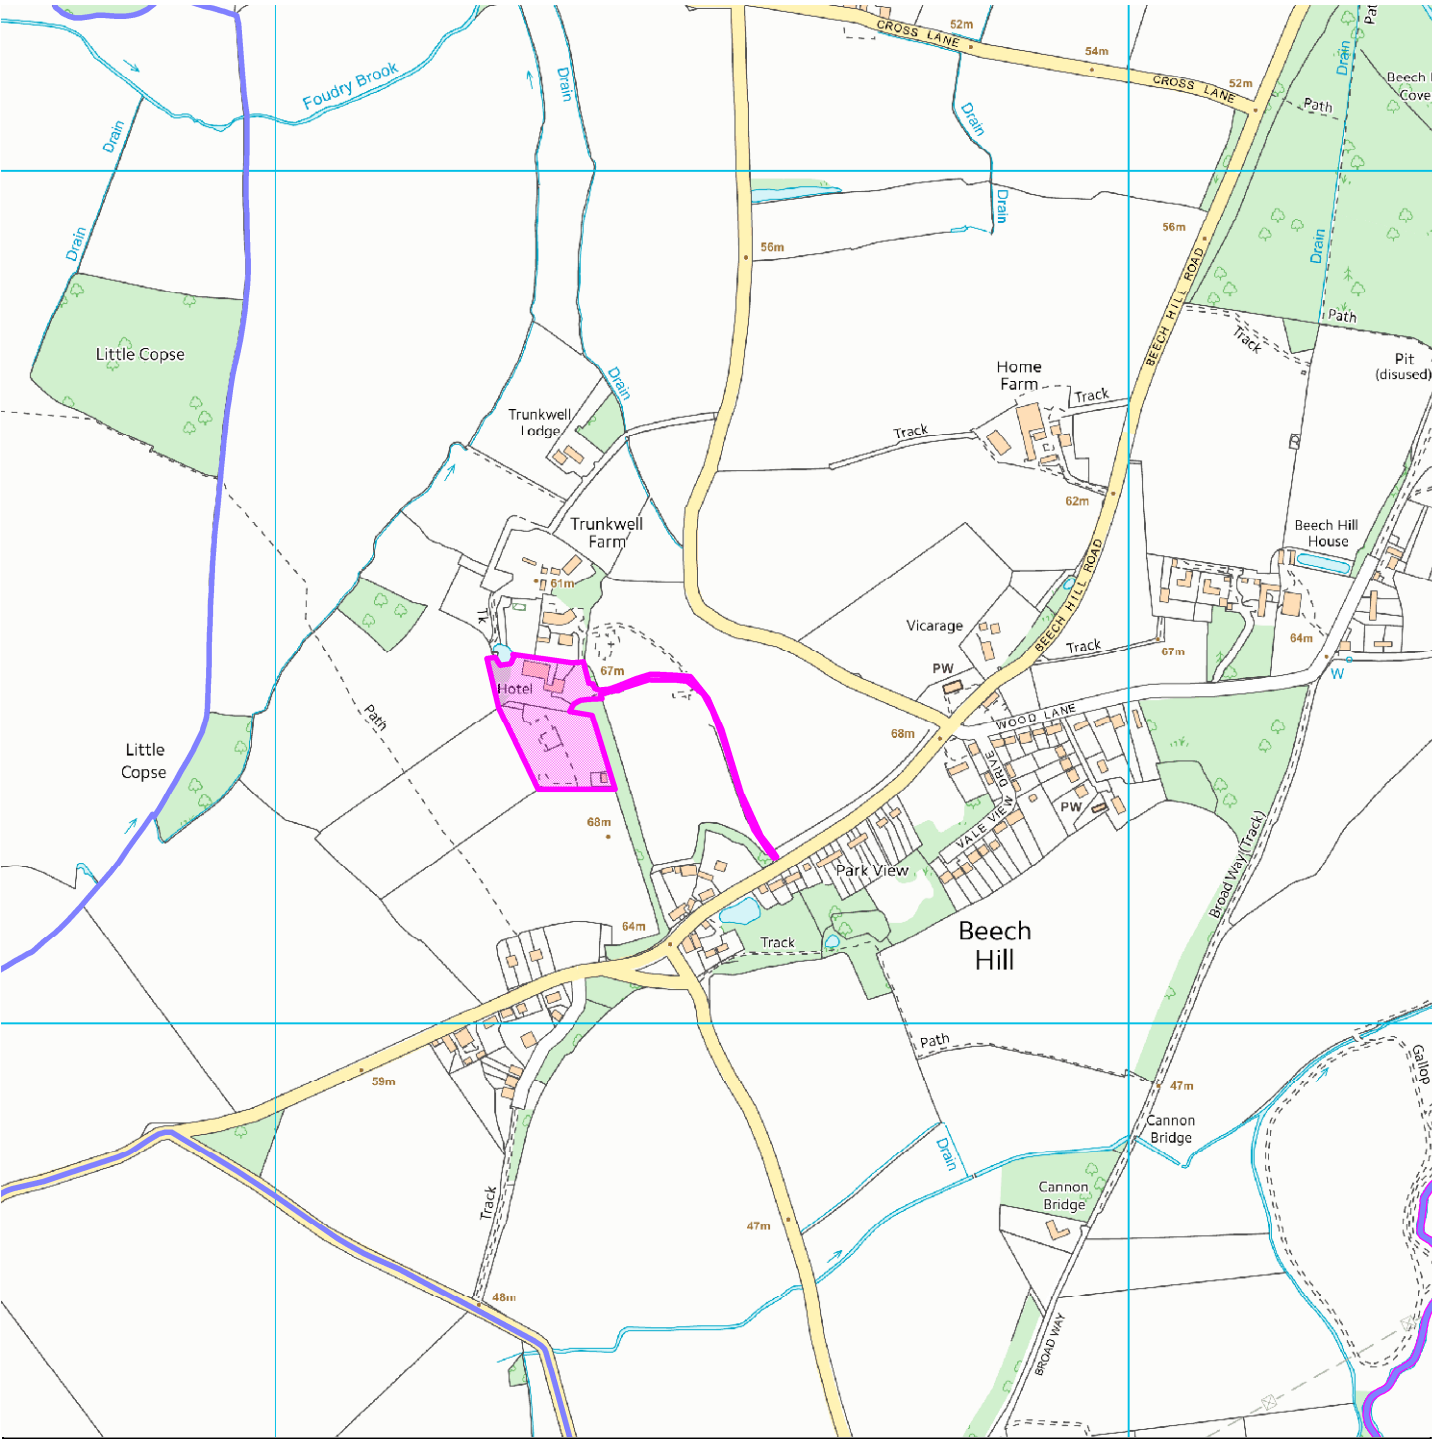 CROSS LANE
52m
54m
CROSS LANE
52m
Drain
Pat
Beech
Cove
Path
Foudry Brook
Drain
Drain
Drain
Drain
Drain
Drain
56m
56m
BEECH HILL ROAD
Path
Track
Pit
(disused)
Little Copse
Drain
Home
Farm
Track
Track
Trunkwell
Lodge
62m
Trunkwell
Farm
Beech Hill
House
61m
BEECH HILL ROAD
Tk
Vicarage
Track
67m
64m
W
PW
67m
Hotel
Path
WOOD LANE
68m
Little
Copse
VALE VIEW DRIVE
PW
68m
Park View
Broad Way (Track)
64m
Track
Beech
Hill
Path
Gallop
59m
47m
Cannon
Bridge
Drain
Track
Cannon
Bridge
47m
48m
BROAD WAY